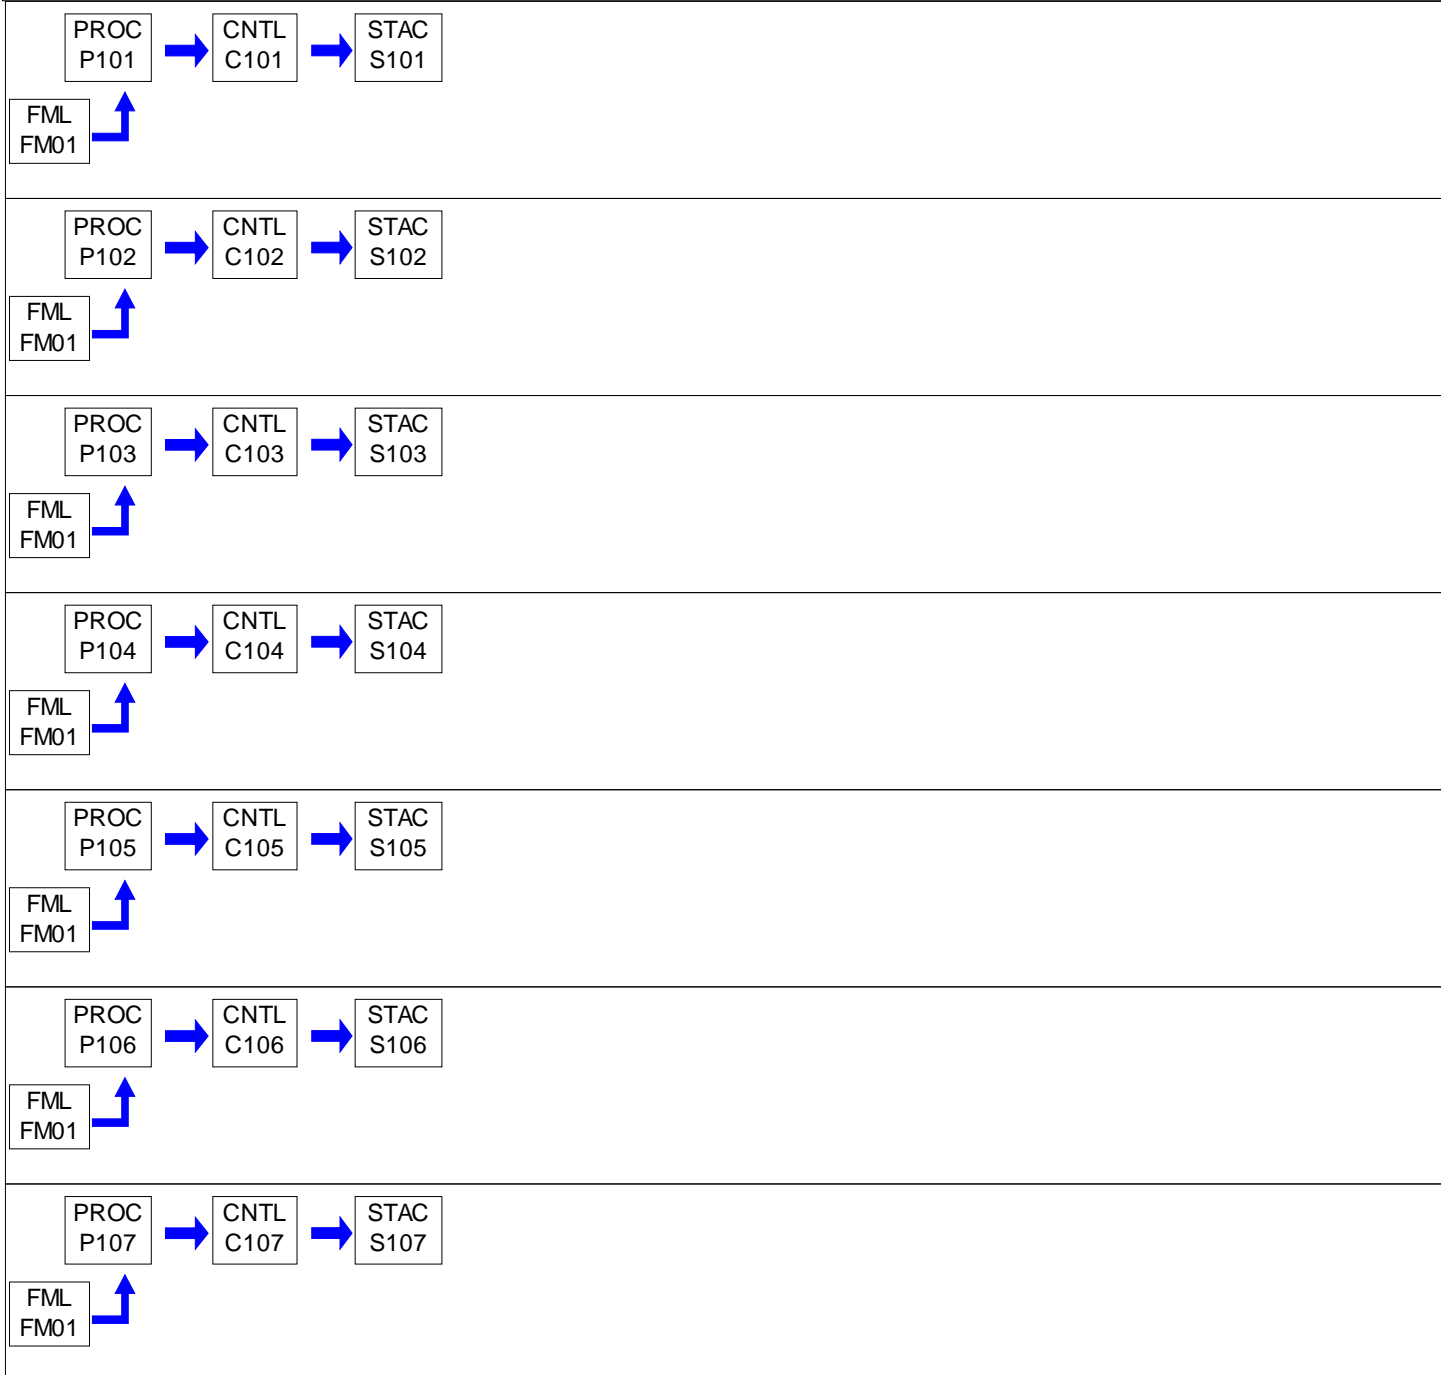 PROC
P101
CNTL
C101
STAC
S101
FML
FM01
PROC
P102
CNTL
C102
STAC
S102
FML
FM01
PROC
P103
CNTL
C103
STAC
S103
FML
FM01
PROC
P104
CNTL
C104
STAC
S104
FML
FM01
PROC
P105
CNTL
C105
STAC
S105
FML
FM01
PROC
P106
CNTL
C106
STAC
S106
FML
FM01
PROC
P107
CNTL
C107
STAC
S107
FML
FM01